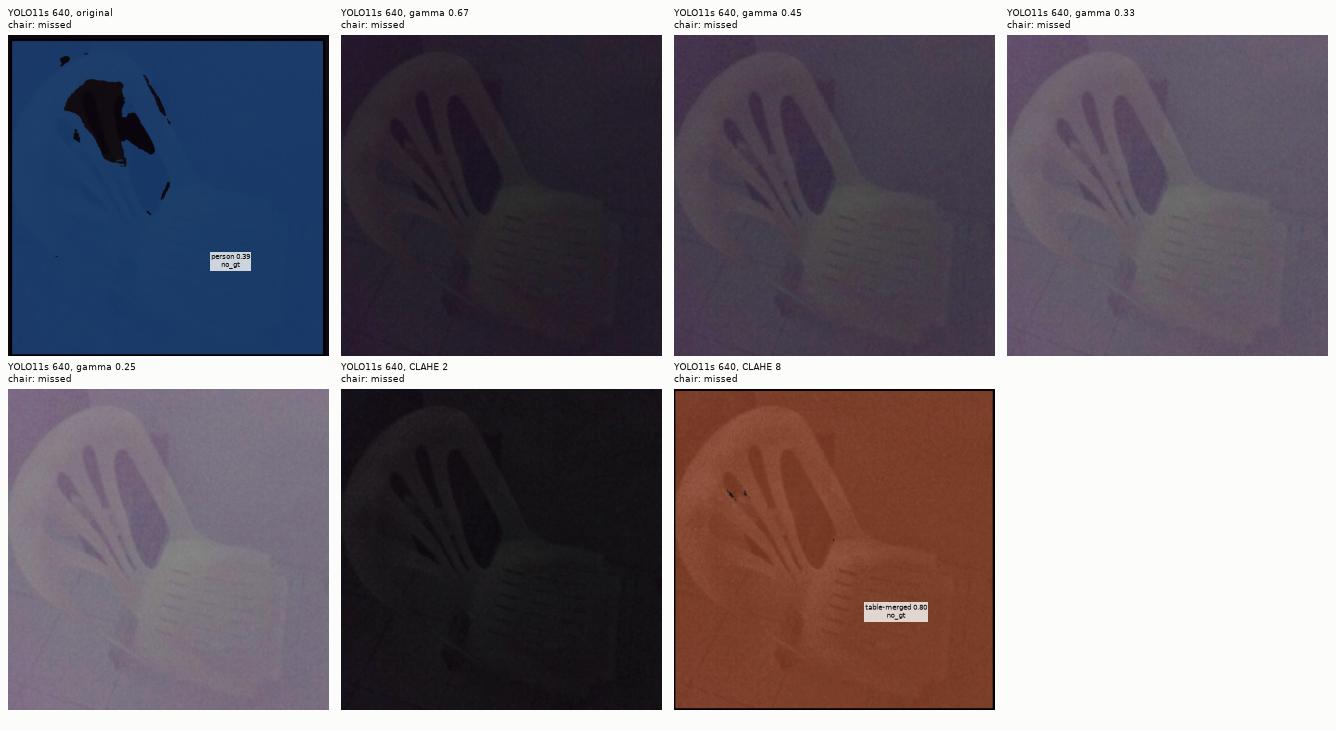 YOLO11s 640, original
chair: missed
YOLO11s 640, gamma 0.67
chair: missed
YOLO11s 640, gamma 0.45
chair: missed
YOLO11s 640, gamma 0.33
chair: missed
person 0.39
no_gt
YOLO11s 640, gamma 0.25
chair: missed
YOLO11s 640, CLAHE 2
chair: missed
YOLO11s 640, CLAHE 8
chair: missed
table-merged 0.80
no_gt